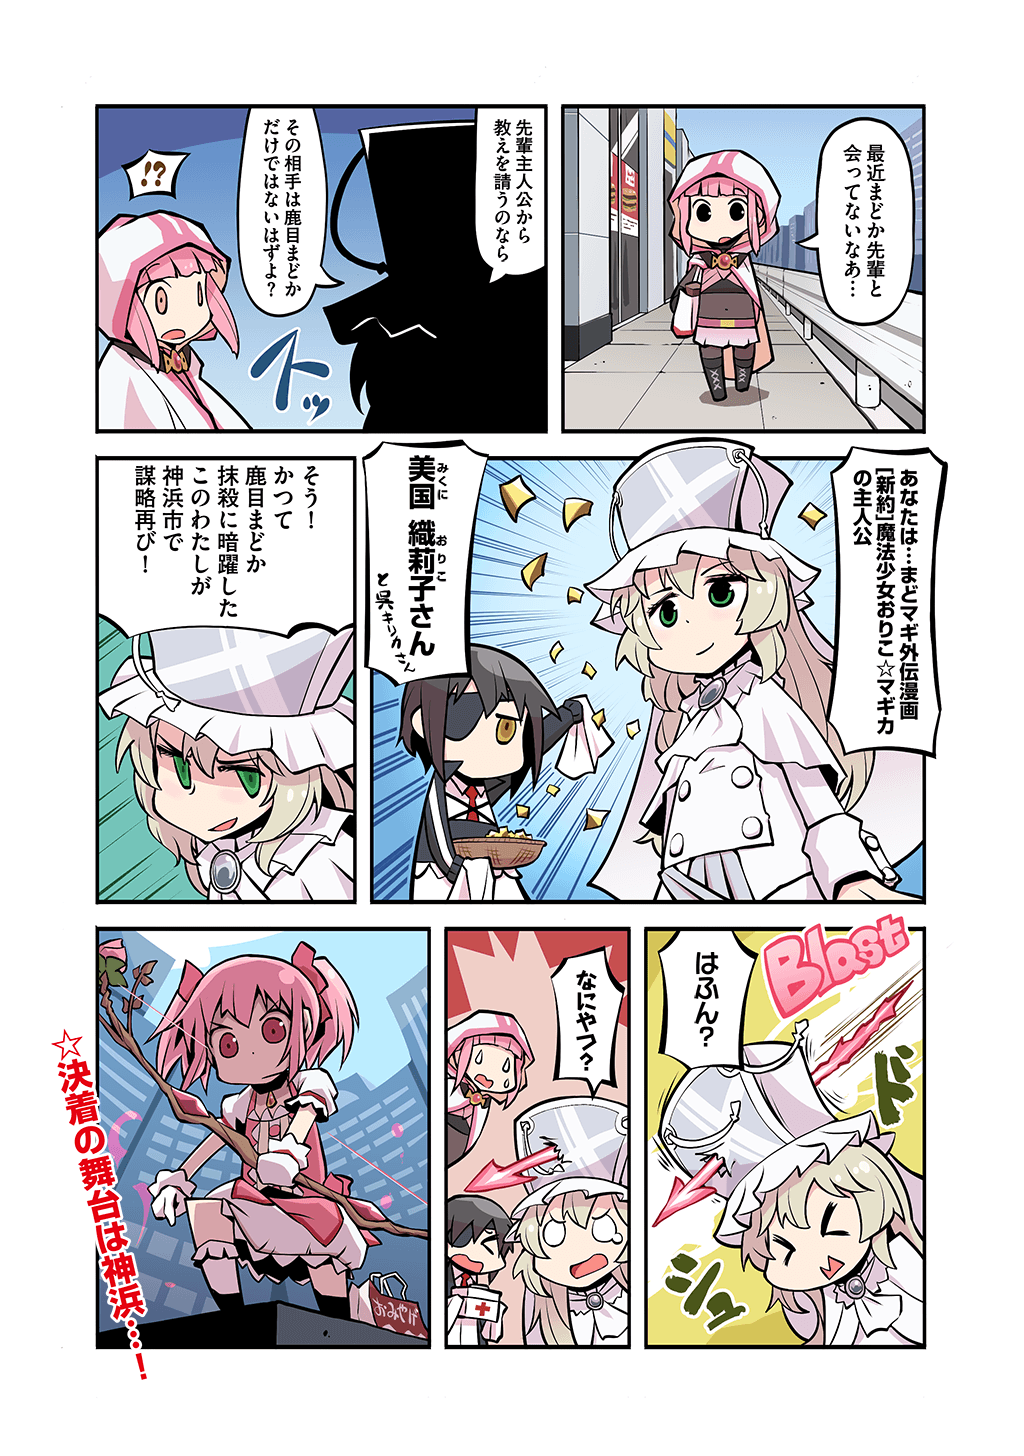 最近まどか先輩と
会ってないなあ…
先輩主人公から
教えを請うのなら
その相手は鹿目まどか
だけではないはずよ?
!?
ドッ
あなたは…まどマギ外伝漫画
[新約]魔法少女おりこ☆マギカ
の主人公
美国 織莉子さん
みくに おりこ
と呉キリカさん
そう!
かつて
鹿目まどか
抹殺に暗躍した
このわたしが
神浜市で
謀略再び!
Blast
はふん?
ドシュ
なにやつ?
おみやげ
☆決着の舞台は神浜…!